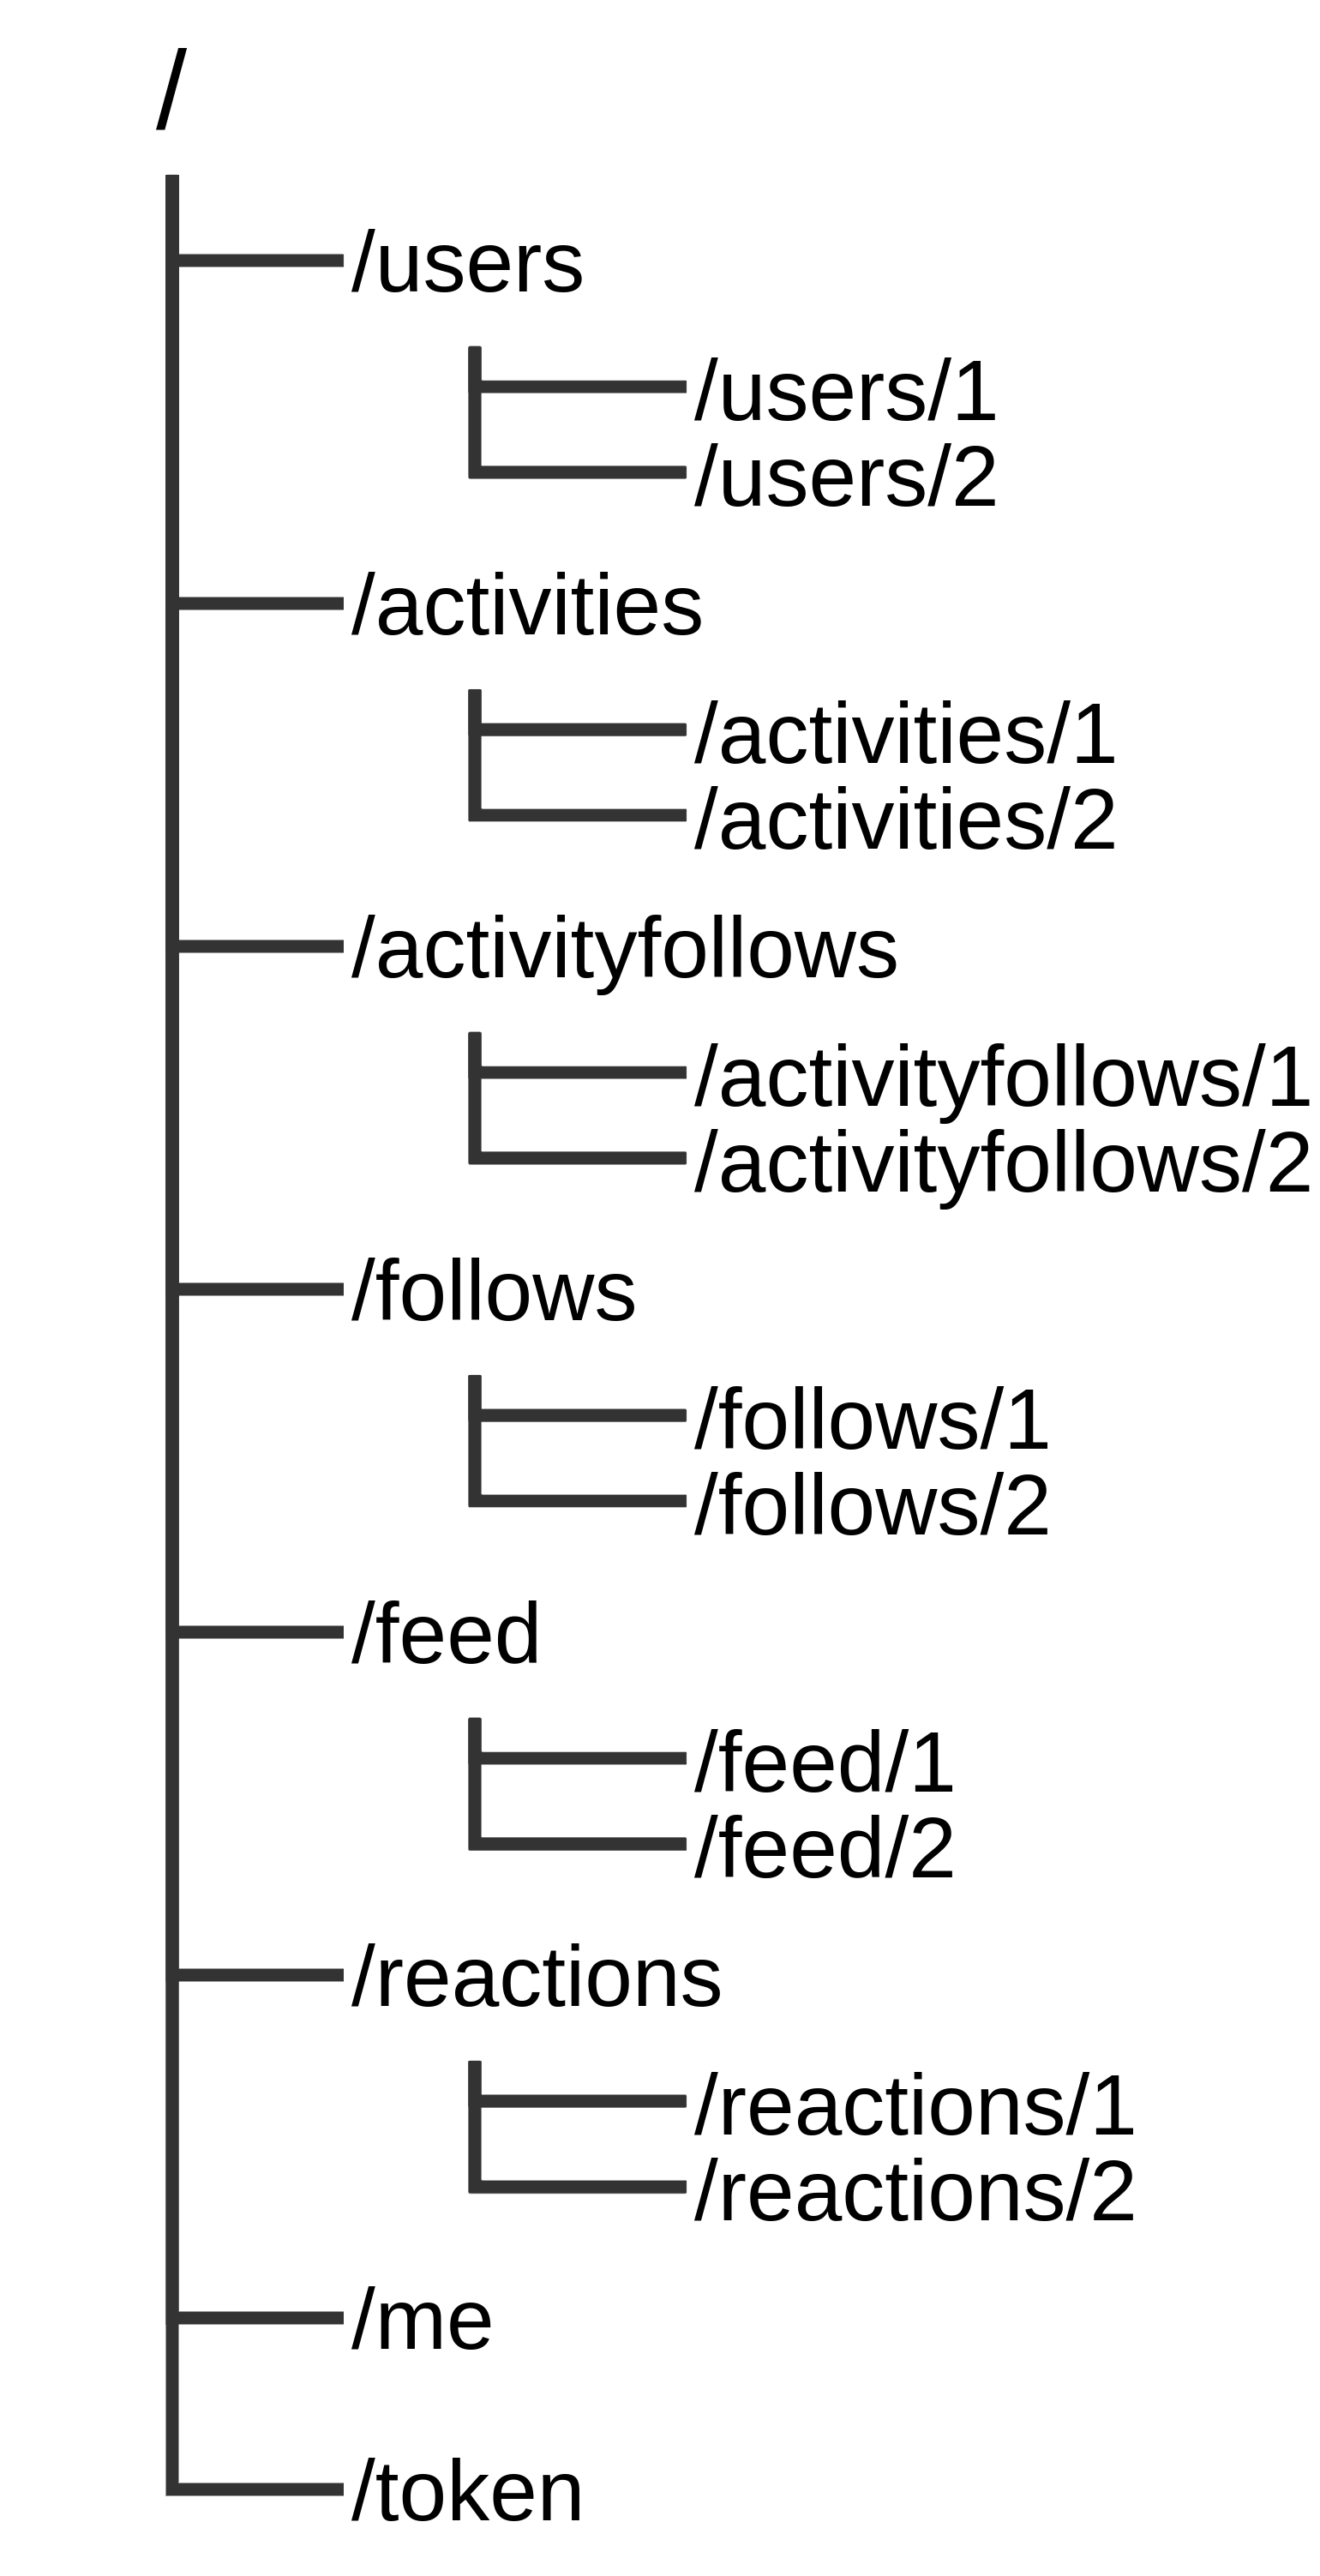 /
/users
/users/1
/users/2
/activities
/activities/1
/activities/2
/activityfollows
/activityfollows/1
/activityfollows/2
/follows
/follows/1
/follows/2
/feed
/feed/1
/feed/2
/reactions
/reactions/1
/reactions/2
/me
/token